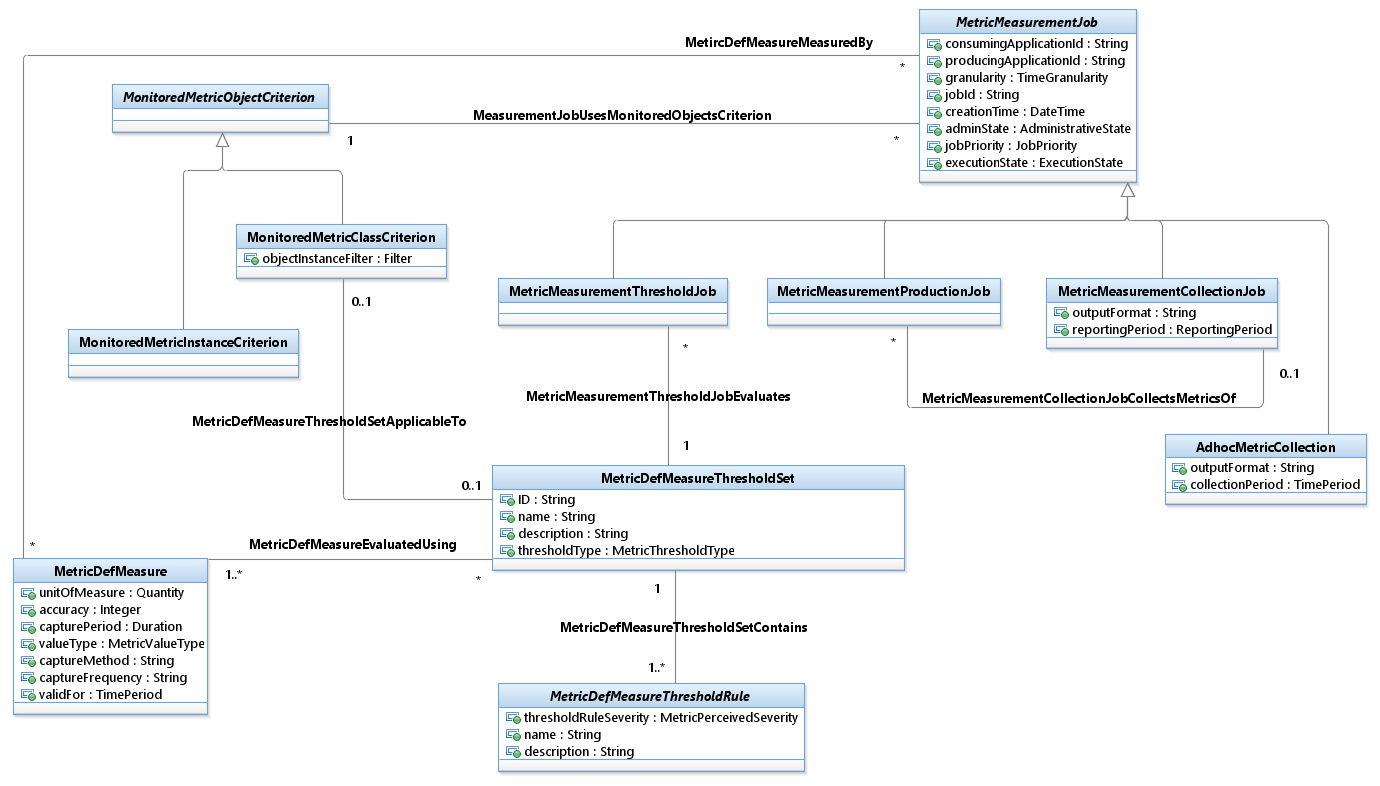 MetricMeasurementJob
consumingApplicationId : String
producingApplicationId : String
granularity : TimeGranularity
jobId : String
creationTime : DateTime
adminState : AdministrativeState
jobPriority : JobPriority
executionState : ExecutionState
MetircDefMeasureMeasuredBy
*
MonitoredMetricObjectCriterion
MeasurementJobUsesMonitoredObjectsCriterion
1
*
MonitoredMetricClassCriterion
objectInstanceFilter : Filter
0..1
MonitoredMetricInstanceCriterion
MetricMeasurementThresholdJob
*
MetricMeasurementProductionJob
*
MetricMeasurementCollectionJob
outputFormat : String
reportingPeriod : ReportingPeriod
0..1
MetricMeasurementThresholdJobEvaluates
MetricMeasurementCollectionJobCollectsMetricsOf
MetricDefMeasureThresholdSetApplicableTo
1
AdhocMetricCollection
outputFormat : String
collectionPeriod : TimePeriod
0..1
MetricDefMeasureThresholdSet
ID : String
name : String
description : String
thresholdType : MetricThresholdType
*
MetricDefMeasureEvaluatedUsing
1..*
*
MetricDefMeasure
unitOfMeasure : Quantity
accuracy : Integer
capturePeriod : Duration
valueType : MetricValueType
captureMethod : String
captureFrequency : String
validFor : TimePeriod
1
MetricDefMeasureThresholdSetContains
1..*
MetricDefMeasureThresholdRule
thresholdRuleSeverity : MetricPerceivedSeverity
name : String
description : String